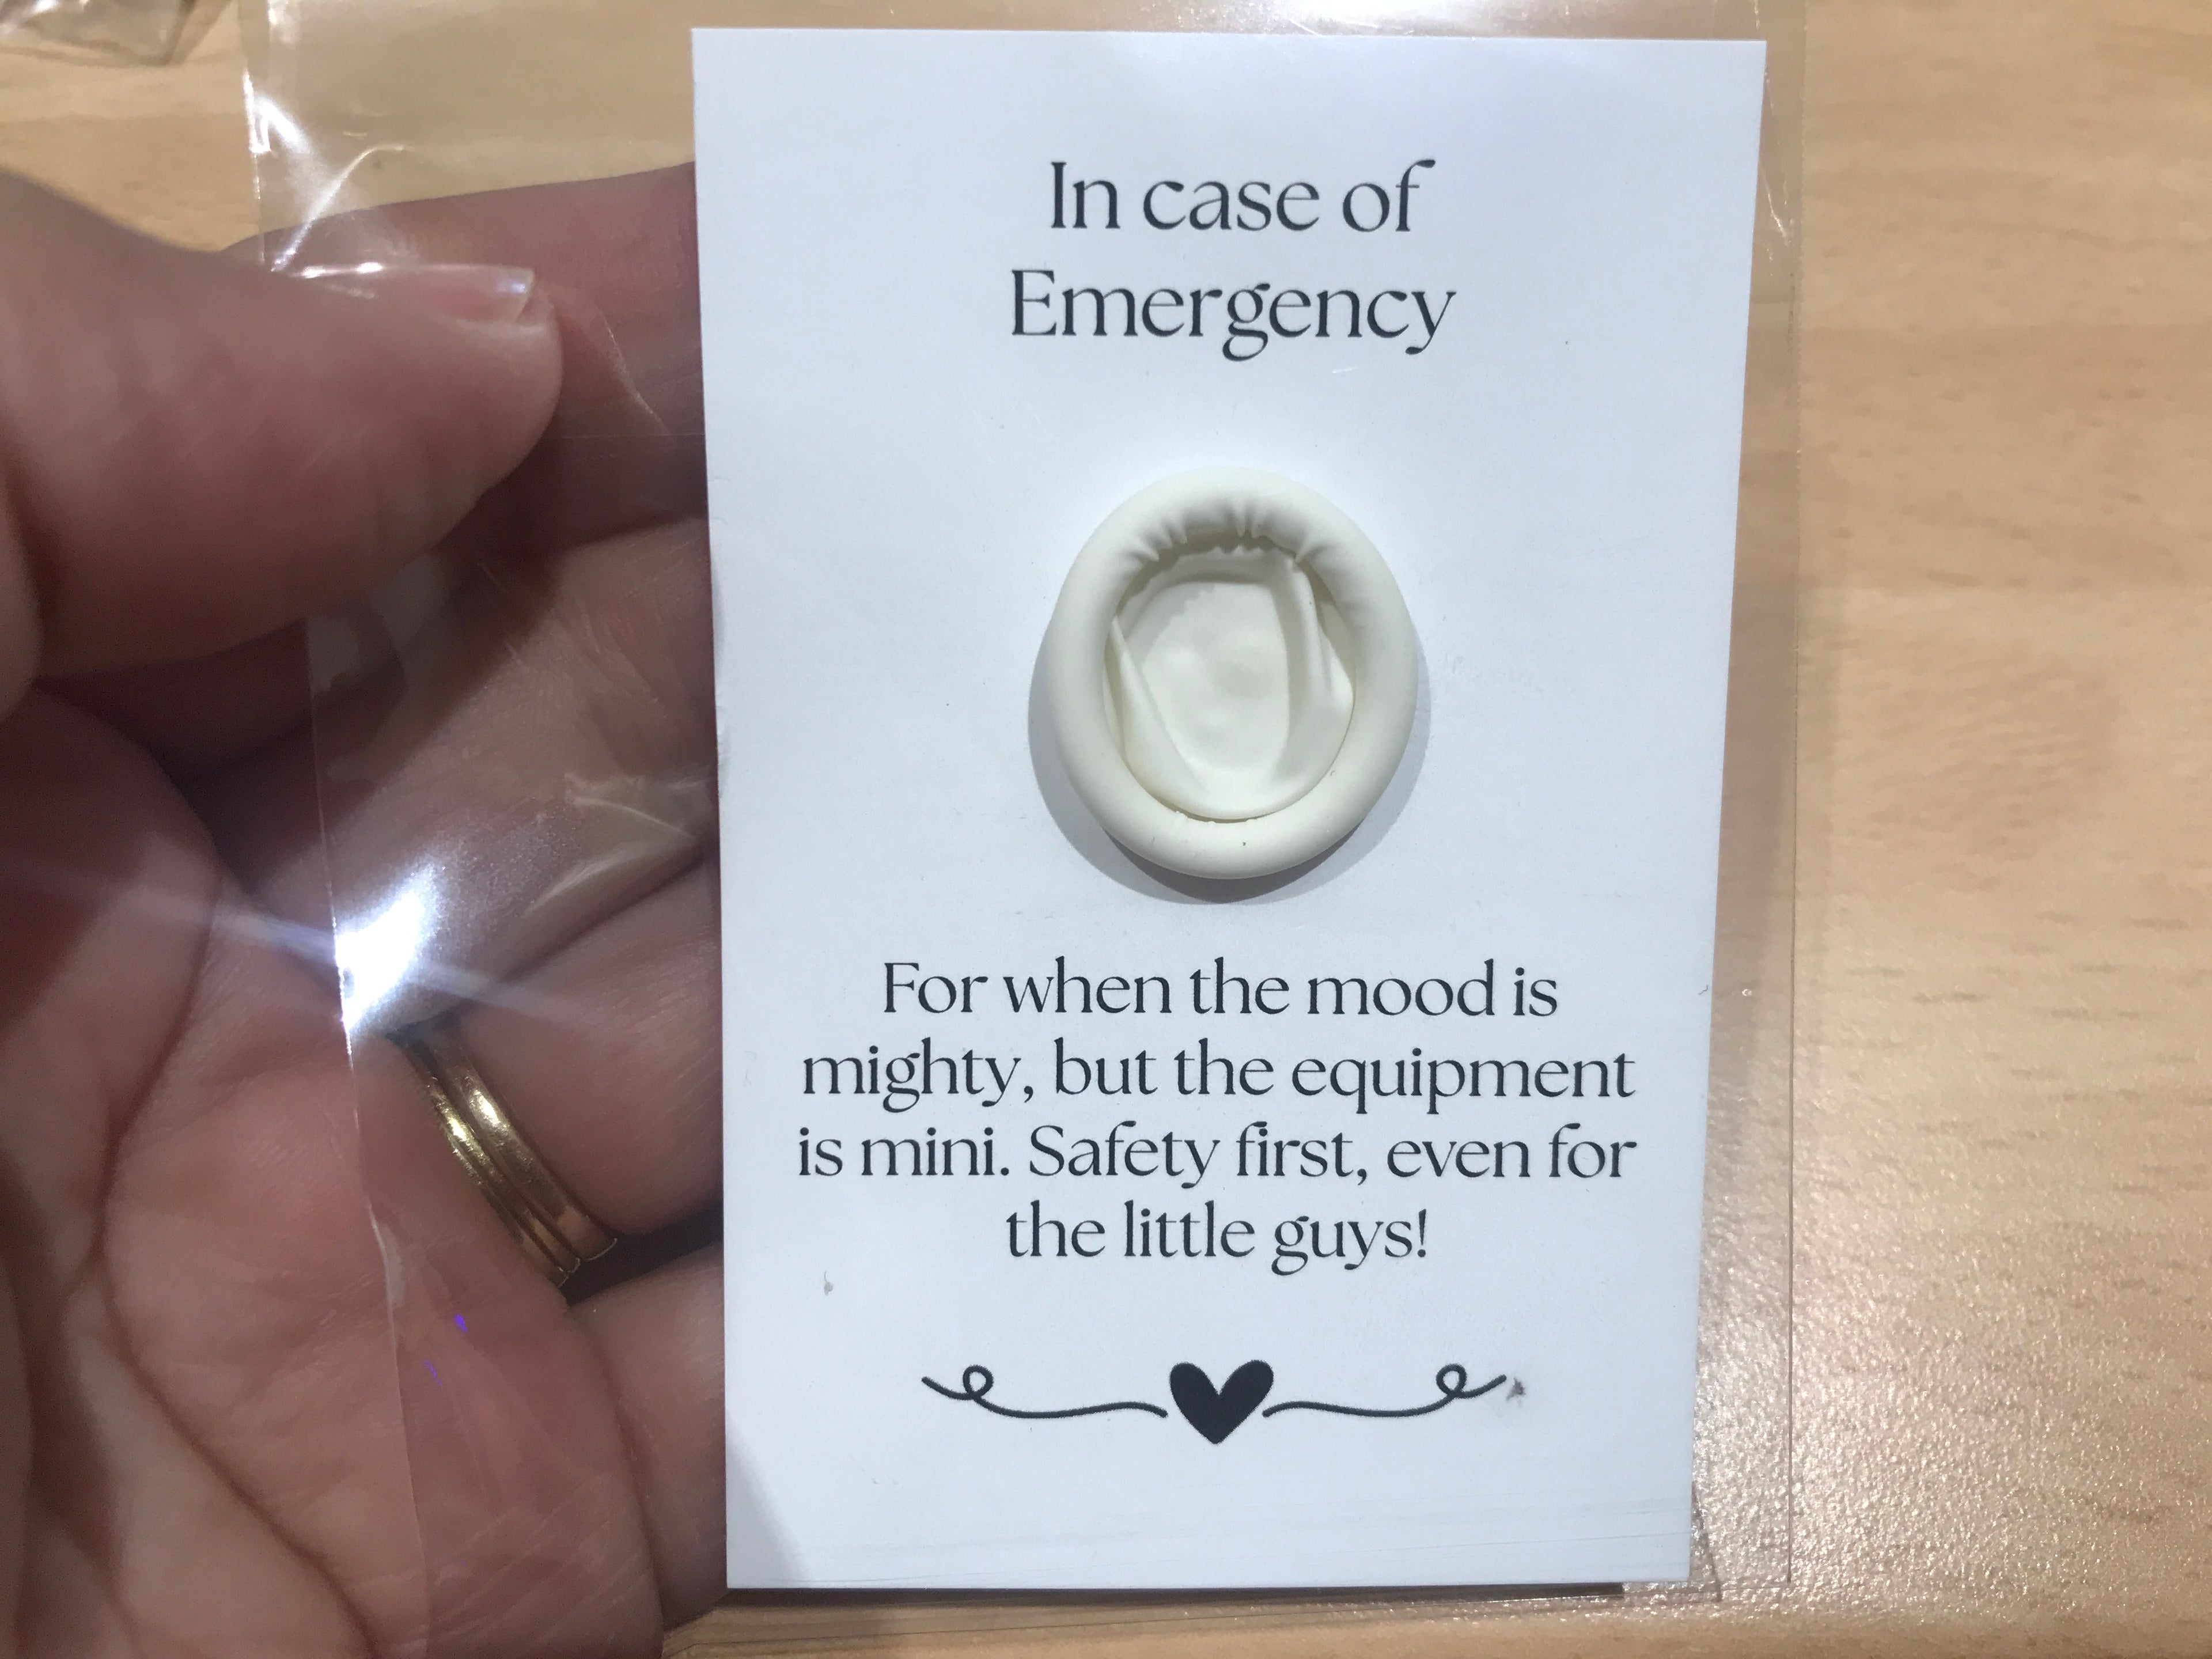 In case of
Emergency
For when the mood is
mighty, but the equipment
is mini. Safety first, even for
the little guys!